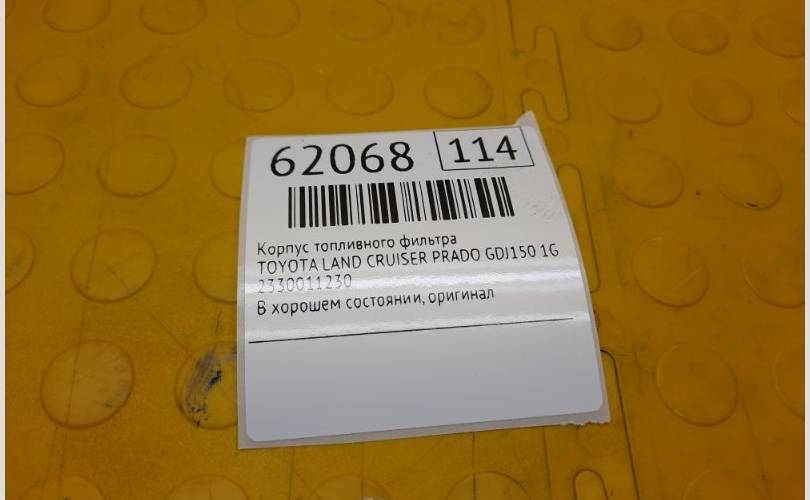 62068 114
Корпус топливного фильтра
TOYOTA LAND CRUISER PRADO GDJ150 1G
2330011230
В хорошем состоянии, оригинал